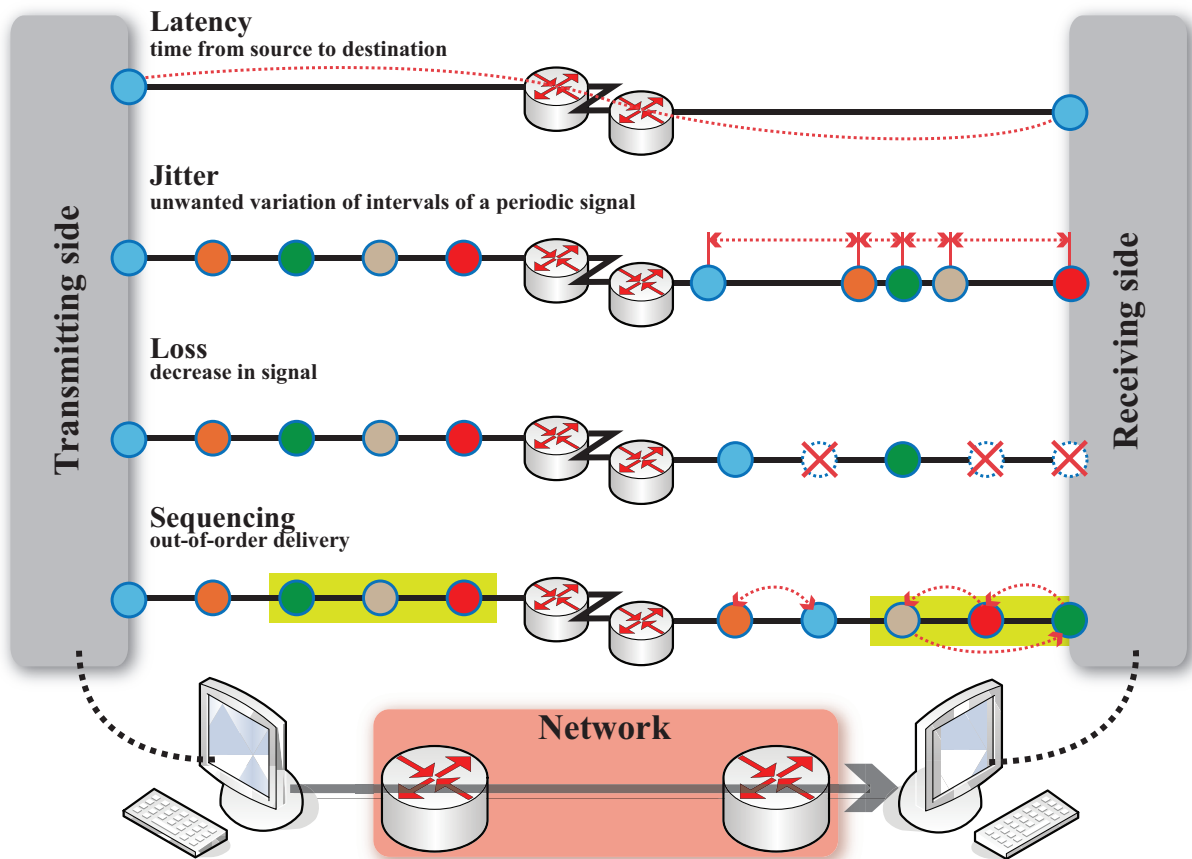 Latency
time from source to destination
Jitter
unwanted variation of intervals of a periodic signal
Loss
decrease in signal
Sequencing
out-of-order delivery
Transmitting side
Receiving side
Network